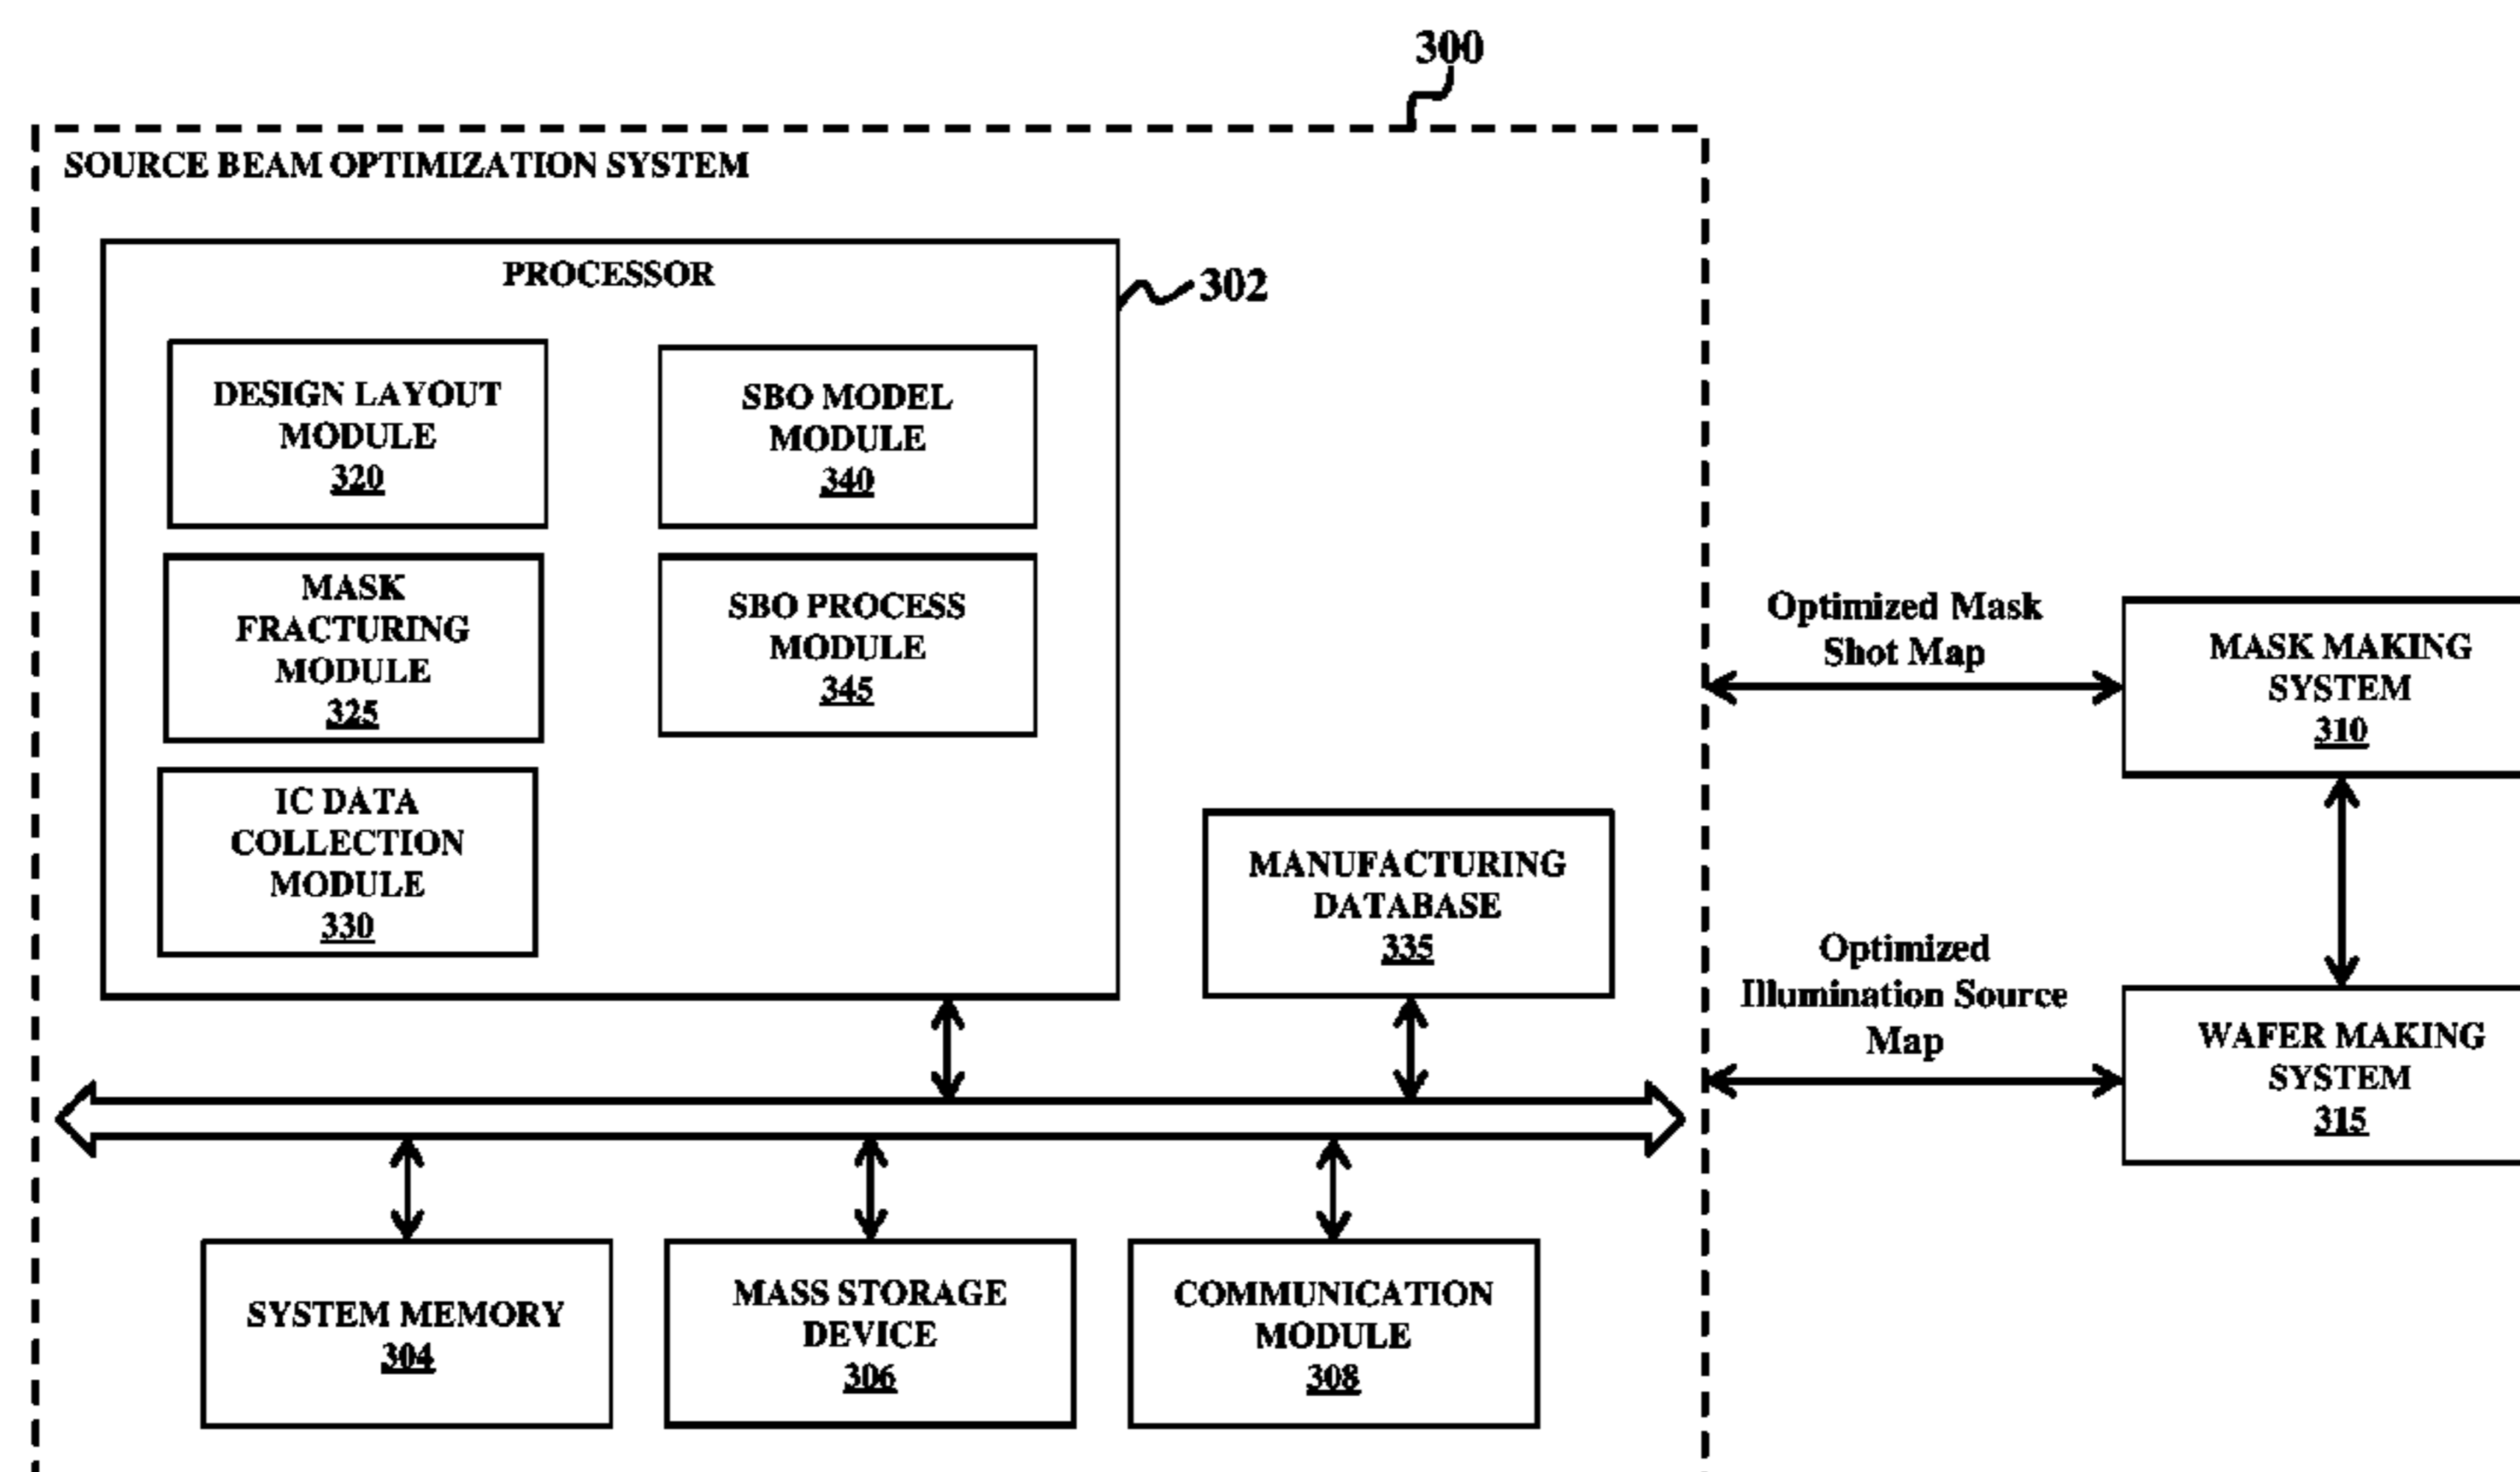 300
SOURCE BEAM OPTIMIZATION SYSTEM
PROCESSOR
302
DESIGN LAYOUT
MODULE
320
SBO MODEL
MODULE
340
MASK
FRACTURING
MODULE
325
SBO PROCESS
MODULE
345
IC DATA
COLLECTION
MODULE
330
MANUFACTURING
DATABASE
335
Optimized Mask
Shot Map
MASK MAKING
SYSTEM
310
Optimized
Illumination Source
Map
WAFER MAKING
SYSTEM
315
SYSTEM MEMORY
304
MASS STORAGE
DEVICE
306
COMMUNICATION
MODULE
308